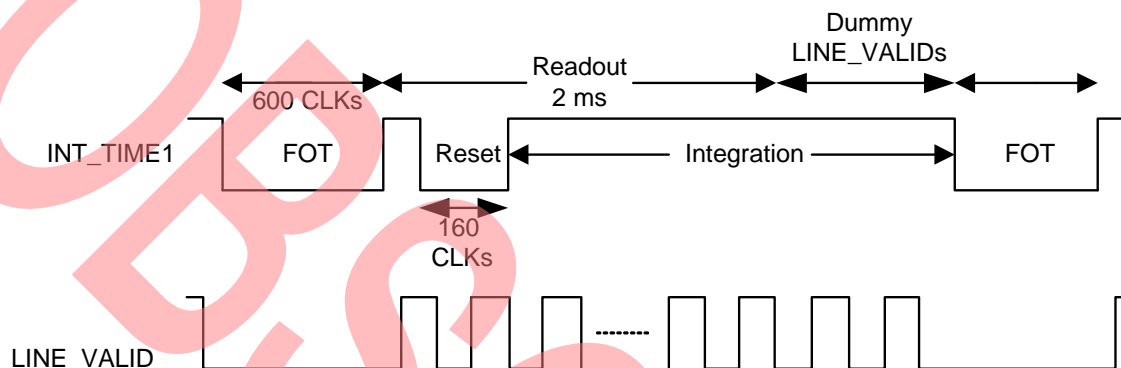 Dummy
LINE_VALIDs
Readout
2 ms
600 CLKs
INT_TIME1
FOT
Reset
Integration
FOT
160
CLKs
LINE_VALID